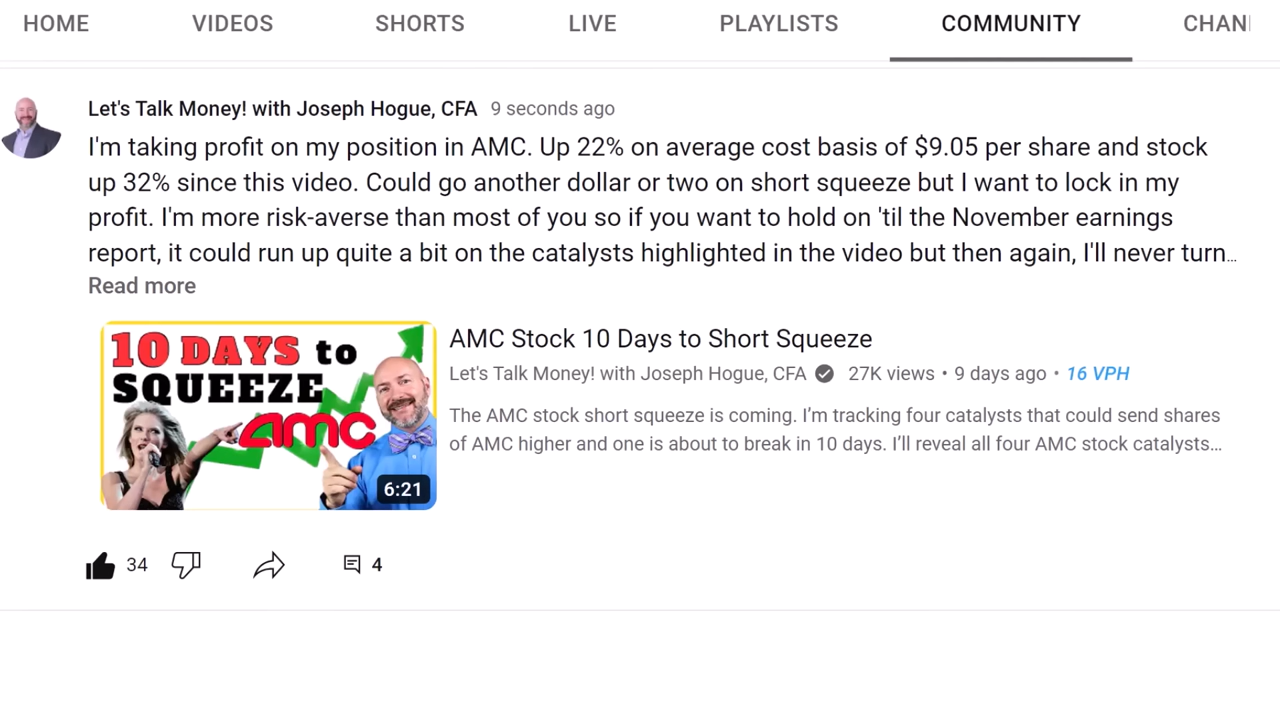 HOME VIDEOS SHORTS LIVE PLAYLISTS COMMUNITY CHAN
Let's Talk Money! with Joseph Hogue, CFA 9 seconds ago
I'm taking profit on my position in AMC. Up 22% on average cost basis of $9.05 per share and stock
up 32% since this video. Could go another dollar or two on short squeeze but I want to lock in my
profit. I'm more risk-averse than most of you so if you want to hold on 'til the November earnings
report, it could run up quite a bit on the catalysts highlighted in the video but then again, I'll never turn...
Read more
10 DAYS to
SQUEEZE
amc
6:21
AMC Stock 10 Days to Short Squeeze
Let's Talk Money! with Joseph Hogue, CFA 27K views • 9 days ago • 16 VPH
The AMC stock short squeeze is coming. I'm tracking four catalysts that could send shares
of AMC higher and one is about to break in 10 days. I'll reveal all four AMC stock catalysts...
34 4